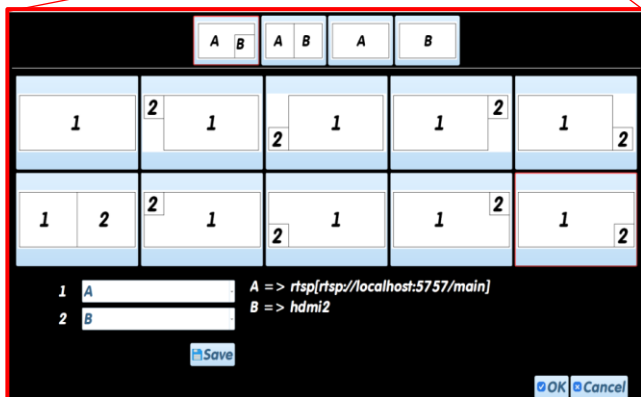 A B A B A B
1 2 1 2 1 1 2 1 2
1 2 2 1 2 1 1 2 1 2
1 A A => rtsp[rtsp://localhost:5757/main]
2 B B => hdmi2
Save
OK Cancel